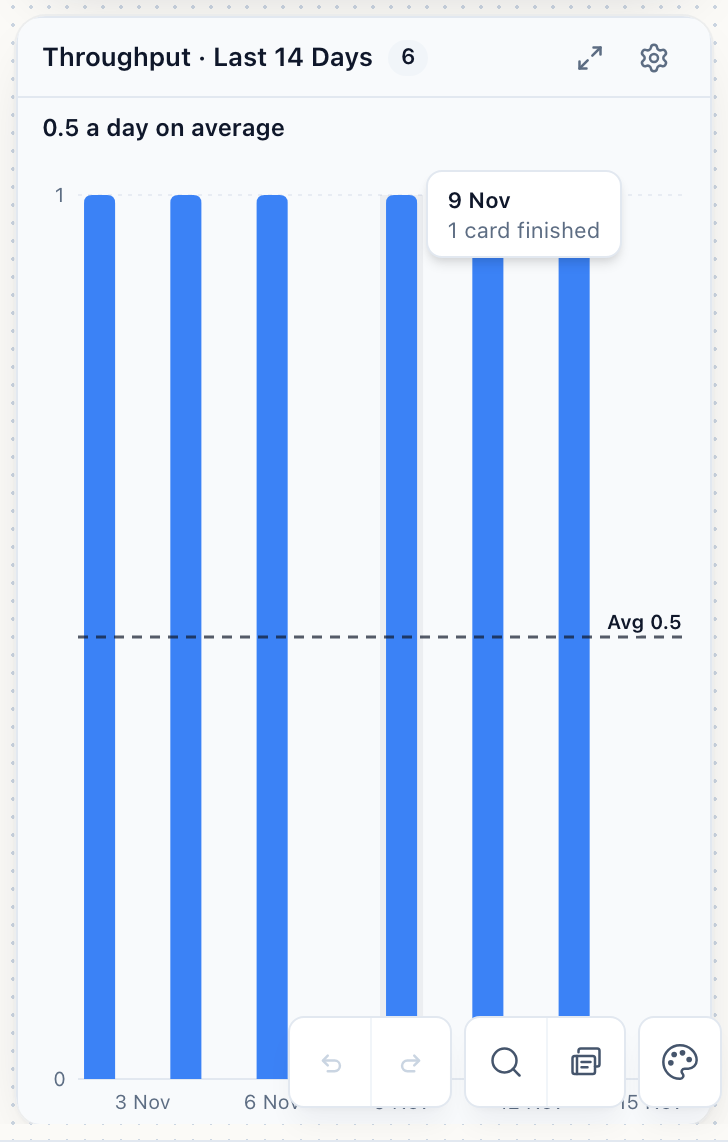 Throughput · Last 14 Days 6
0.5 a day on average
1
9 Nov
1 card finished
Avg 0.5
0
3 Nov
6 Nov